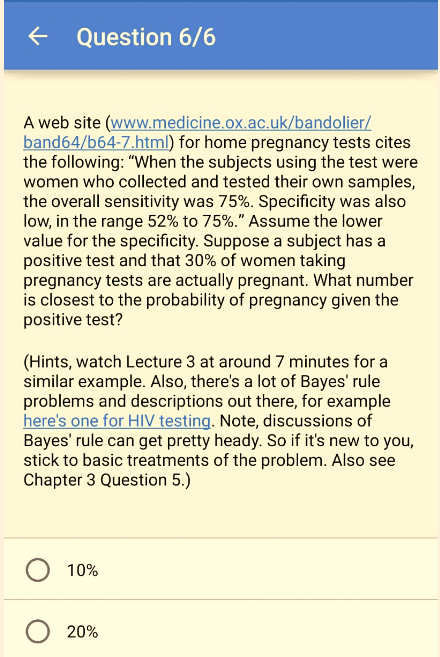 Question 6/6
A web site (www.medicine.ox.ac.uk/bandolier/
band64/b64-7.html) for home pregnancy tests cites
the following: “When the subjects using the test were
women who collected and tested their own samples,
the overall sensitivity was 75%. Specificity was also
low, in the range 52% to 75%.” Assume the lower
value for the specificity. Suppose a subject has a
positive test and that 30% of women taking
pregnancy tests are actually pregnant. What number
is closest to the probability of pregnancy given the
positive test?
(Hints, watch Lecture 3 at around 7 minutes for a
similar example. Also, there's a lot of Bayes' rule
problems and descriptions out there, for example
here's one for HIV testing. Note, discussions of
Bayes' rule can get pretty heady. So if it's new to you,
stick to basic treatments of the problem. Also see
Chapter 3 Question 5.)
10%
20%